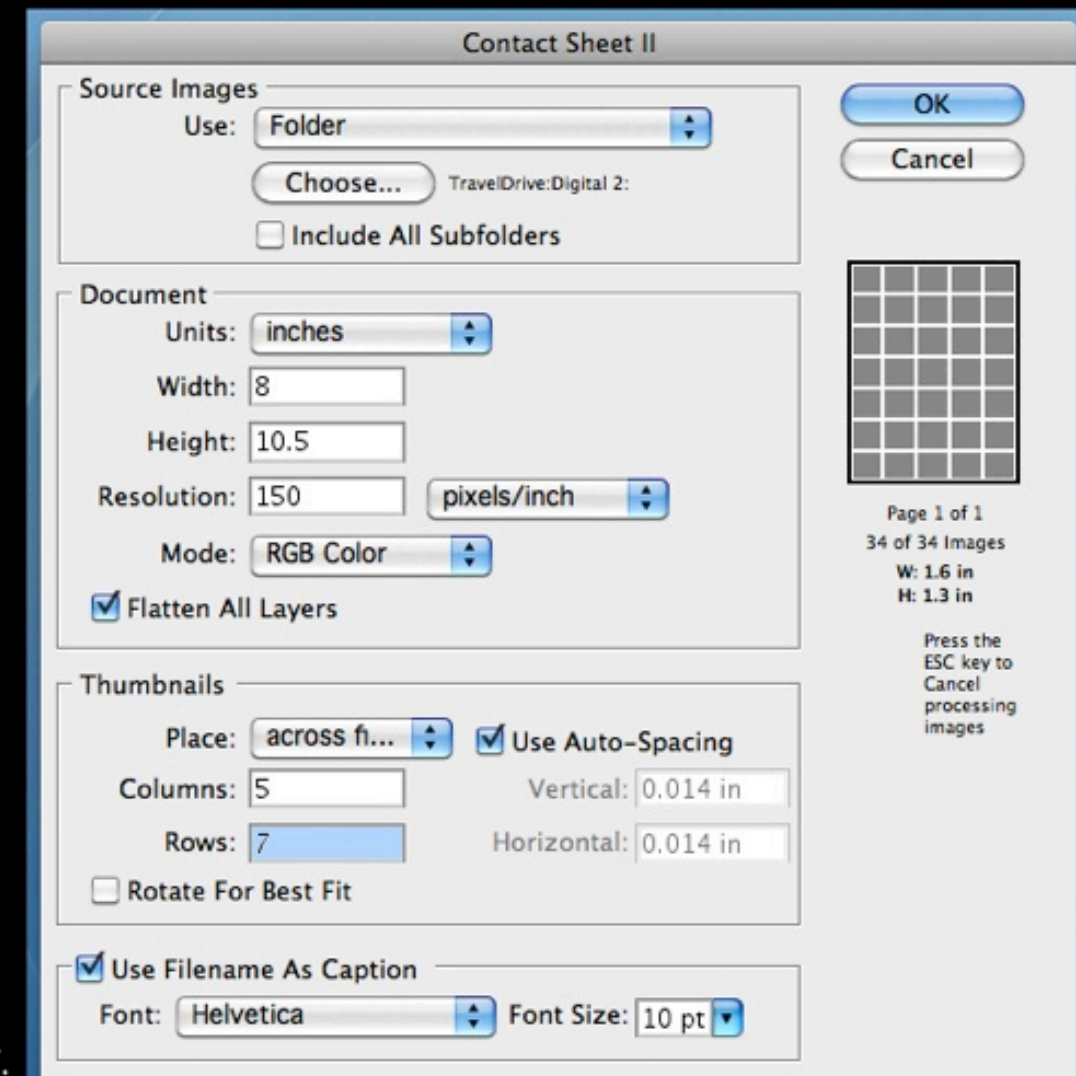 Contact Sheet II
Source Images
Use: Folder
Choose... TravelDrive:Digital 2:
Include All Subfolders
OK
Cancel
Document
Units: inches
Width: 8
Height: 10.5
Resolution: 150 pixels/inch
Mode: RGB Color
Flatten All Layers
Page 1 of 1
34 of 34 Images
W: 1.6 in
H: 1.3 in
Press the
ESC key to
Cancel
processing
images
Thumbnails
Place: across fi... Use Auto-Spacing
Columns: 5 Vertical: 0.014 in
Rows: 7 Horizontal: 0.014 in
Rotate For Best Fit
Use Filename As Caption
Font: Helvetica Font Size: 10 pt